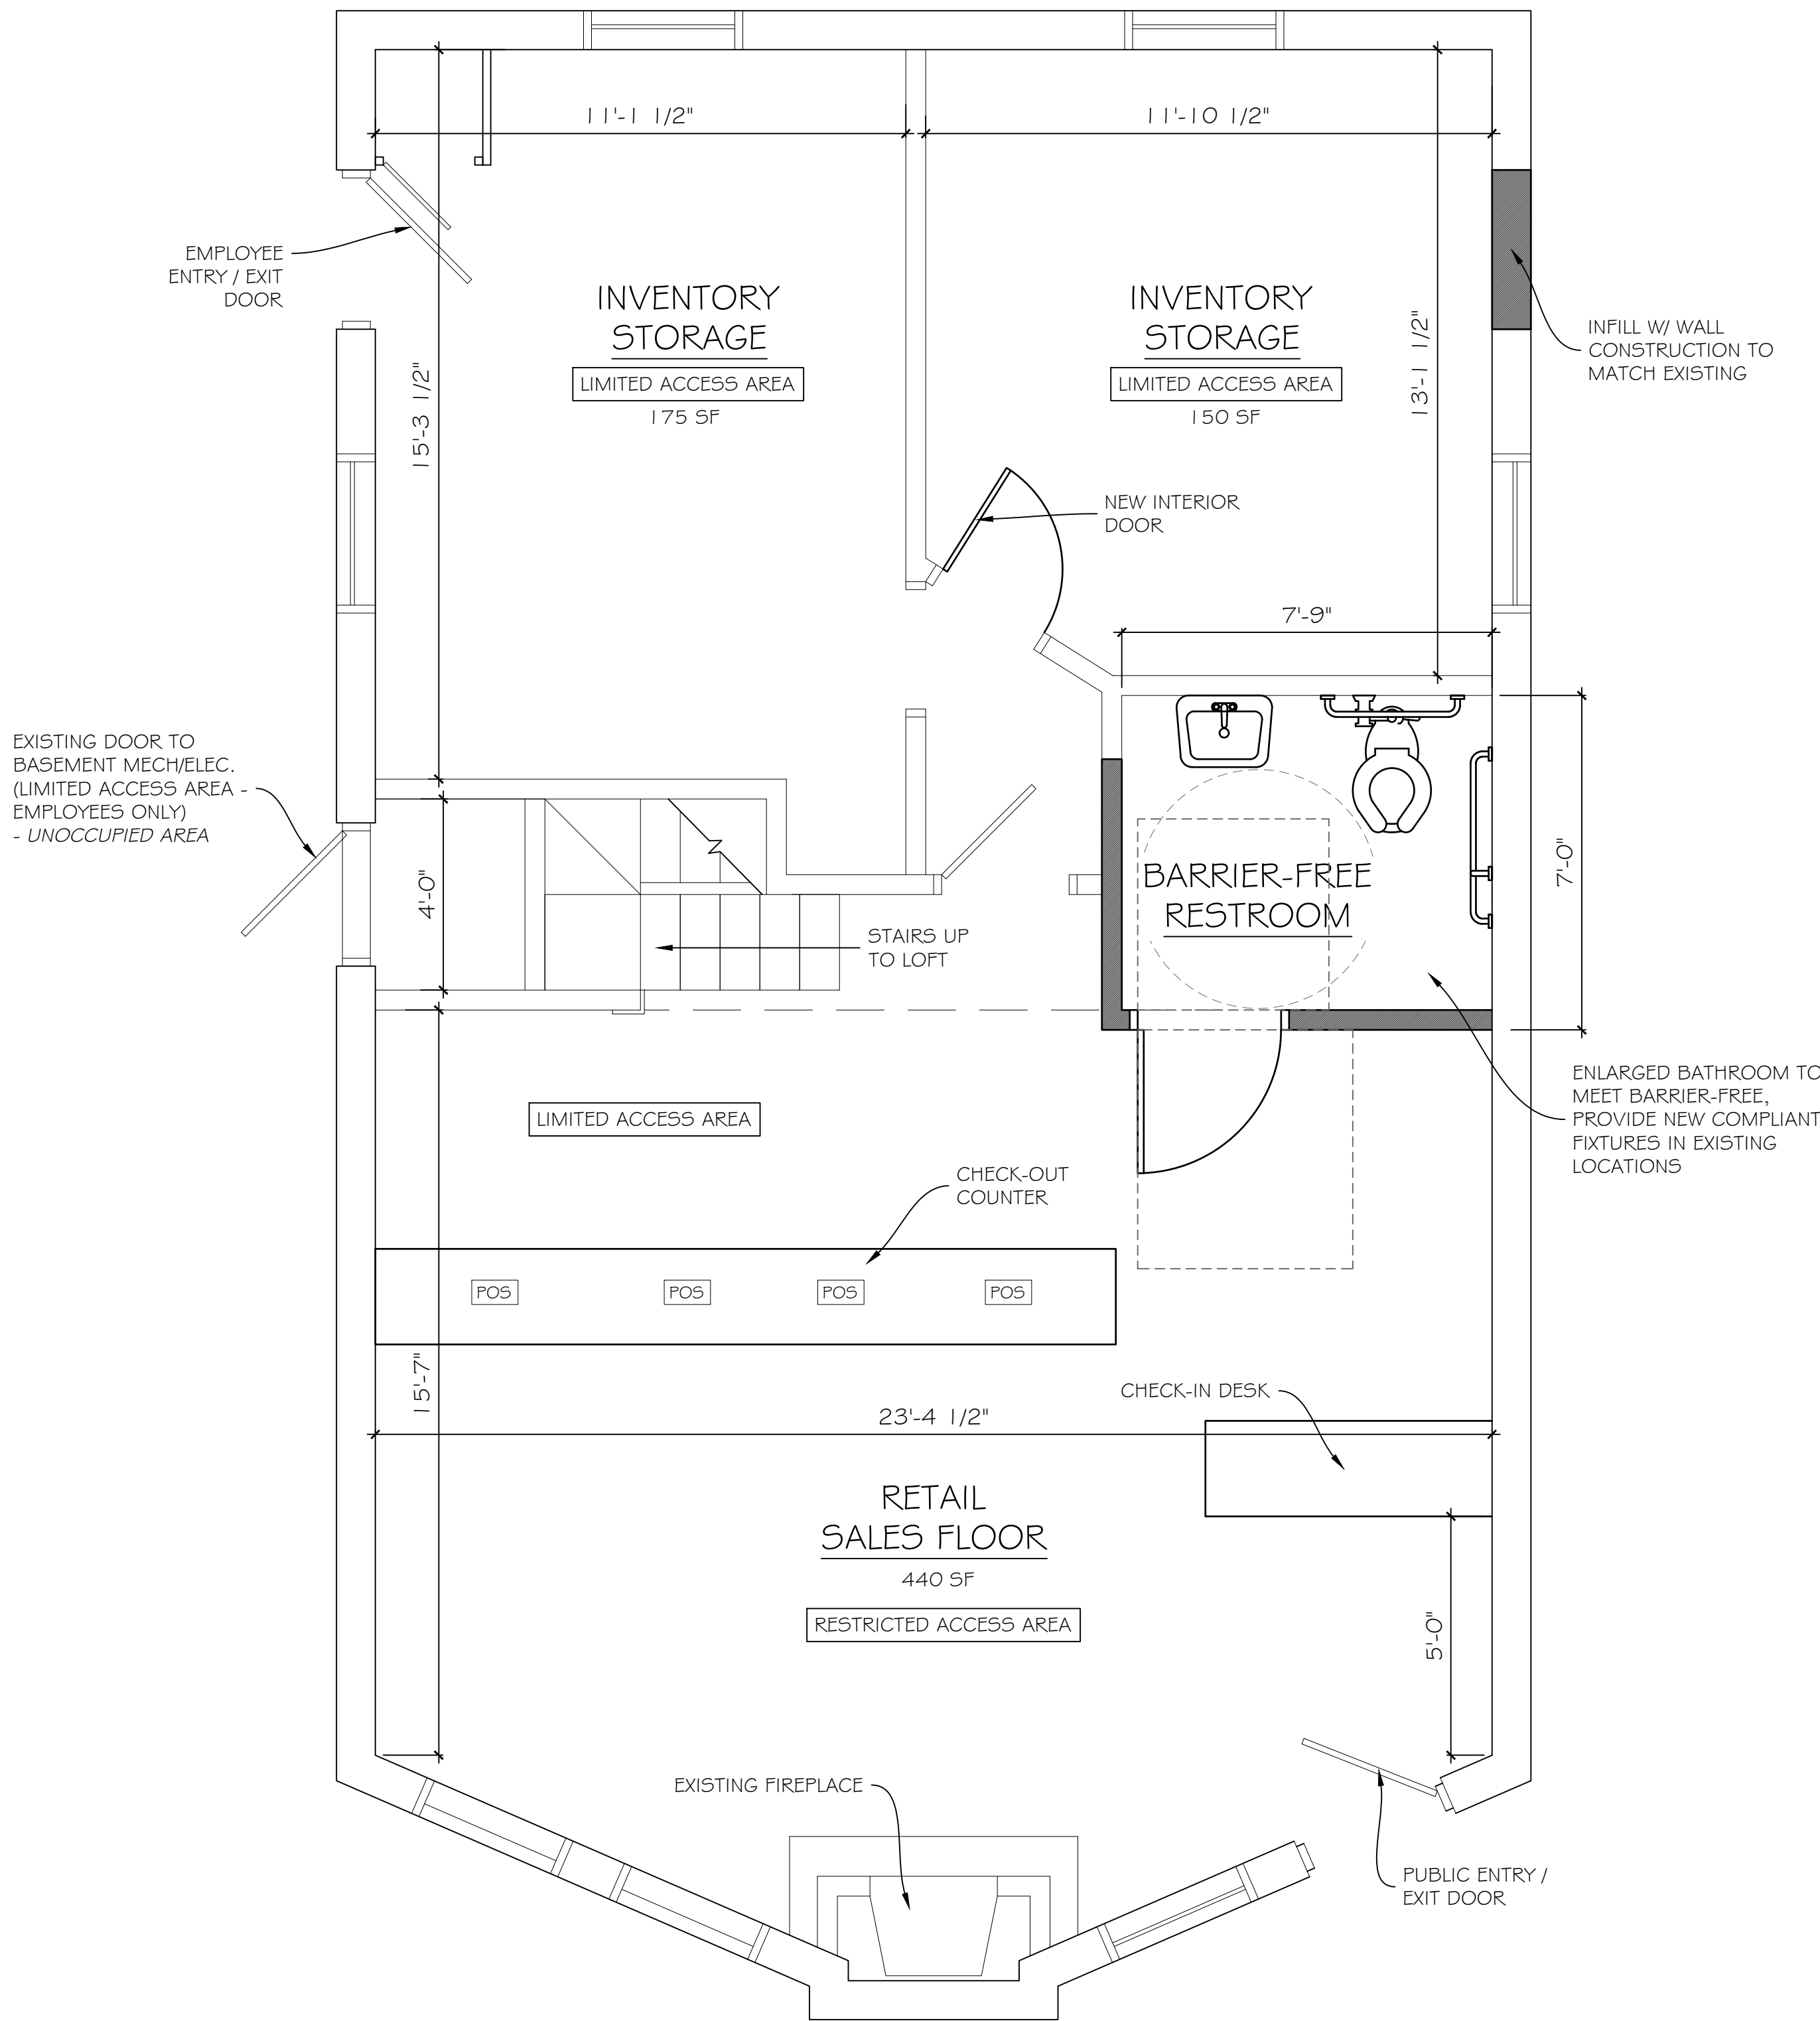 11'-1 1/2"
11'-10 1/2"
EMPLOYEE
ENTRY / EXIT
DOOR
INVENTORY
STORAGE
LIMITED ACCESS AREA
175 SF
15'-3 1/2"
INVENTORY
STORAGE
LIMITED ACCESS AREA
150 SF
13'-1 1/2"
INFILL W/ WALL
CONSTRUCTION TO
MATCH EXISTING
NEW INTERIOR
DOOR
7'-9"
EXISTING DOOR TO
BASEMENT MECH/ELEC.
(LIMITED ACCESS AREA -
EMPLOYEES ONLY)
- UNOCCUPIED AREA
4'-0"
STAIRS UP
TO LOFT
BARRIER-FREE
RESTROOM
7'-0"
ENLARGED BATHROOM TO
MEET BARRIER-FREE,
PROVIDE NEW COMPLIANT
FIXTURES IN EXISTING
LOCATIONS
LIMITED ACCESS AREA
CHECK-OUT
COUNTER
POS
POS
POS
POS
15'-7"
CHECK-IN DESK
23'-4 1/2"
RETAIL
SALES FLOOR
440 SF
RESTRICTED ACCESS AREA
5'-0"
EXISTING FIREPLACE
PUBLIC ENTRY /
EXIT DOOR